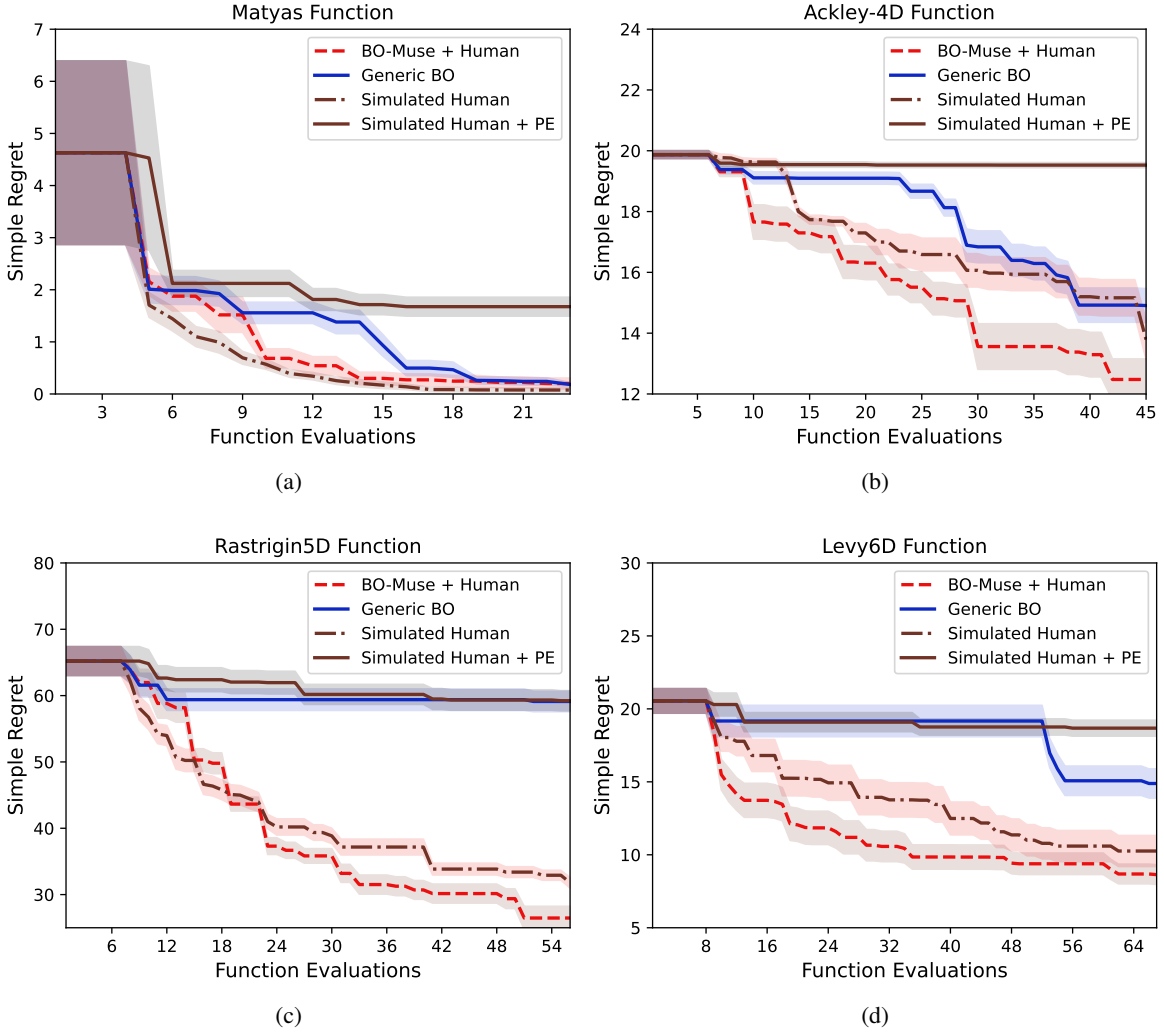 Matyas Function
Simple Regret
7
6
5
4
3
2
1
0
BO-Muse + Human
Generic BO
Simulated Human
Simulated Human + PE
3 6 9 12 15 18 21
Function Evaluations
(a)
Ackley-4D Function
Simple Regret
24
22
20
18
16
14
12
BO-Muse + Human
Generic BO
Simulated Human
Simulated Human + PE
5 10 15 20 25 30 35 40 45
Function Evaluations
(b)
Rastrigin5D Function
Simple Regret
80
70
60
50
40
30
BO-Muse + Human
Generic BO
Simulated Human
Simulated Human + PE
6 12 18 24 30 36 42 48 54
Function Evaluations
(c)
Levy6D Function
Simple Regret
30
25
20
15
10
5
BO-Muse + Human
Generic BO
Simulated Human
Simulated Human + PE
8 16 24 32 40 48 56 64
Function Evaluations
(d)